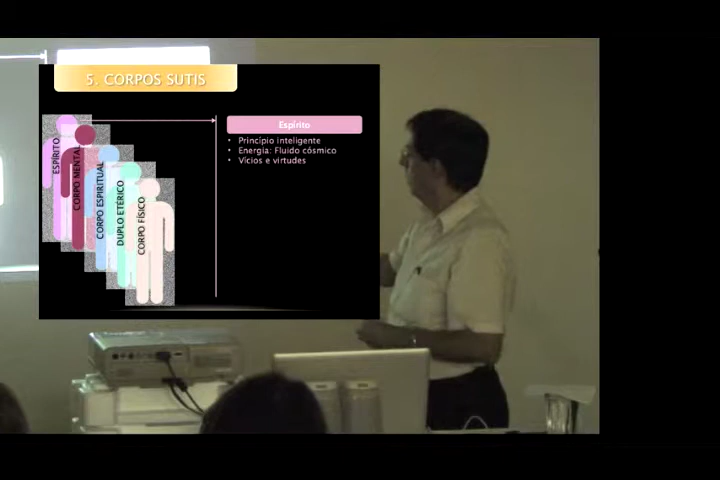 5. CORPOS SUTIS
Espírito
• Princípio inteligente
• Energia: Fluido cósmico
• Vícios e virtudes
ESPÍRITO
CORPO MENTAL
CORPO ESPIRITUAL
DUPLO ETÉRICO
CORPO FÍSICO